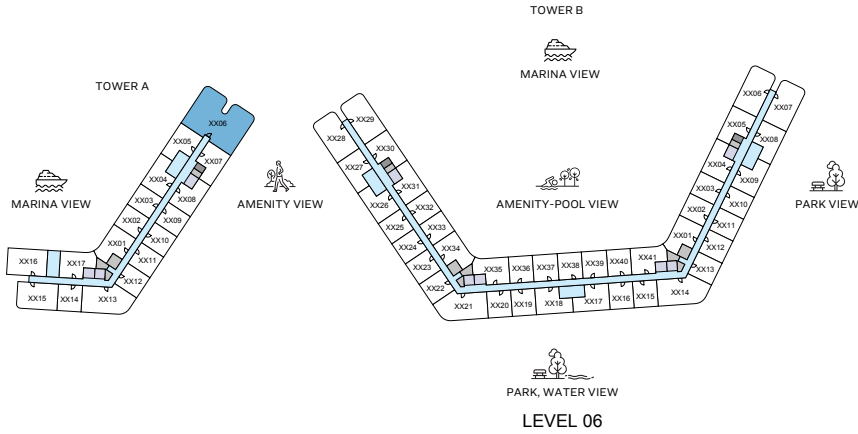 TOWER B
MARINA VIEW
TOWER A
XX06
XX05
XX07
XX04
XX08
XX03
XX09
XX02
XX10
XX01
XX11
XX12
XX16
XX17
XX15
XX14
XX13
MARINA VIEW
AMENITY VIEW
XX29
XX28
XX30
XX27
XX31
XX26
XX32
XX25
XX33
XX24
XX34
XX23
XX22
XX21
XX35
XX36
XX37
XX38
XX39
XX40
XX41
XX20
XX19
XX18
XX17
XX16
XX15
XX14
XX06
XX07
XX05
XX08
XX04
XX09
XX03
XX10
XX02
XX11
XX01
XX12
XX13
AMENITY-POOL VIEW
PARK VIEW
PARK, WATER VIEW
LEVEL 06